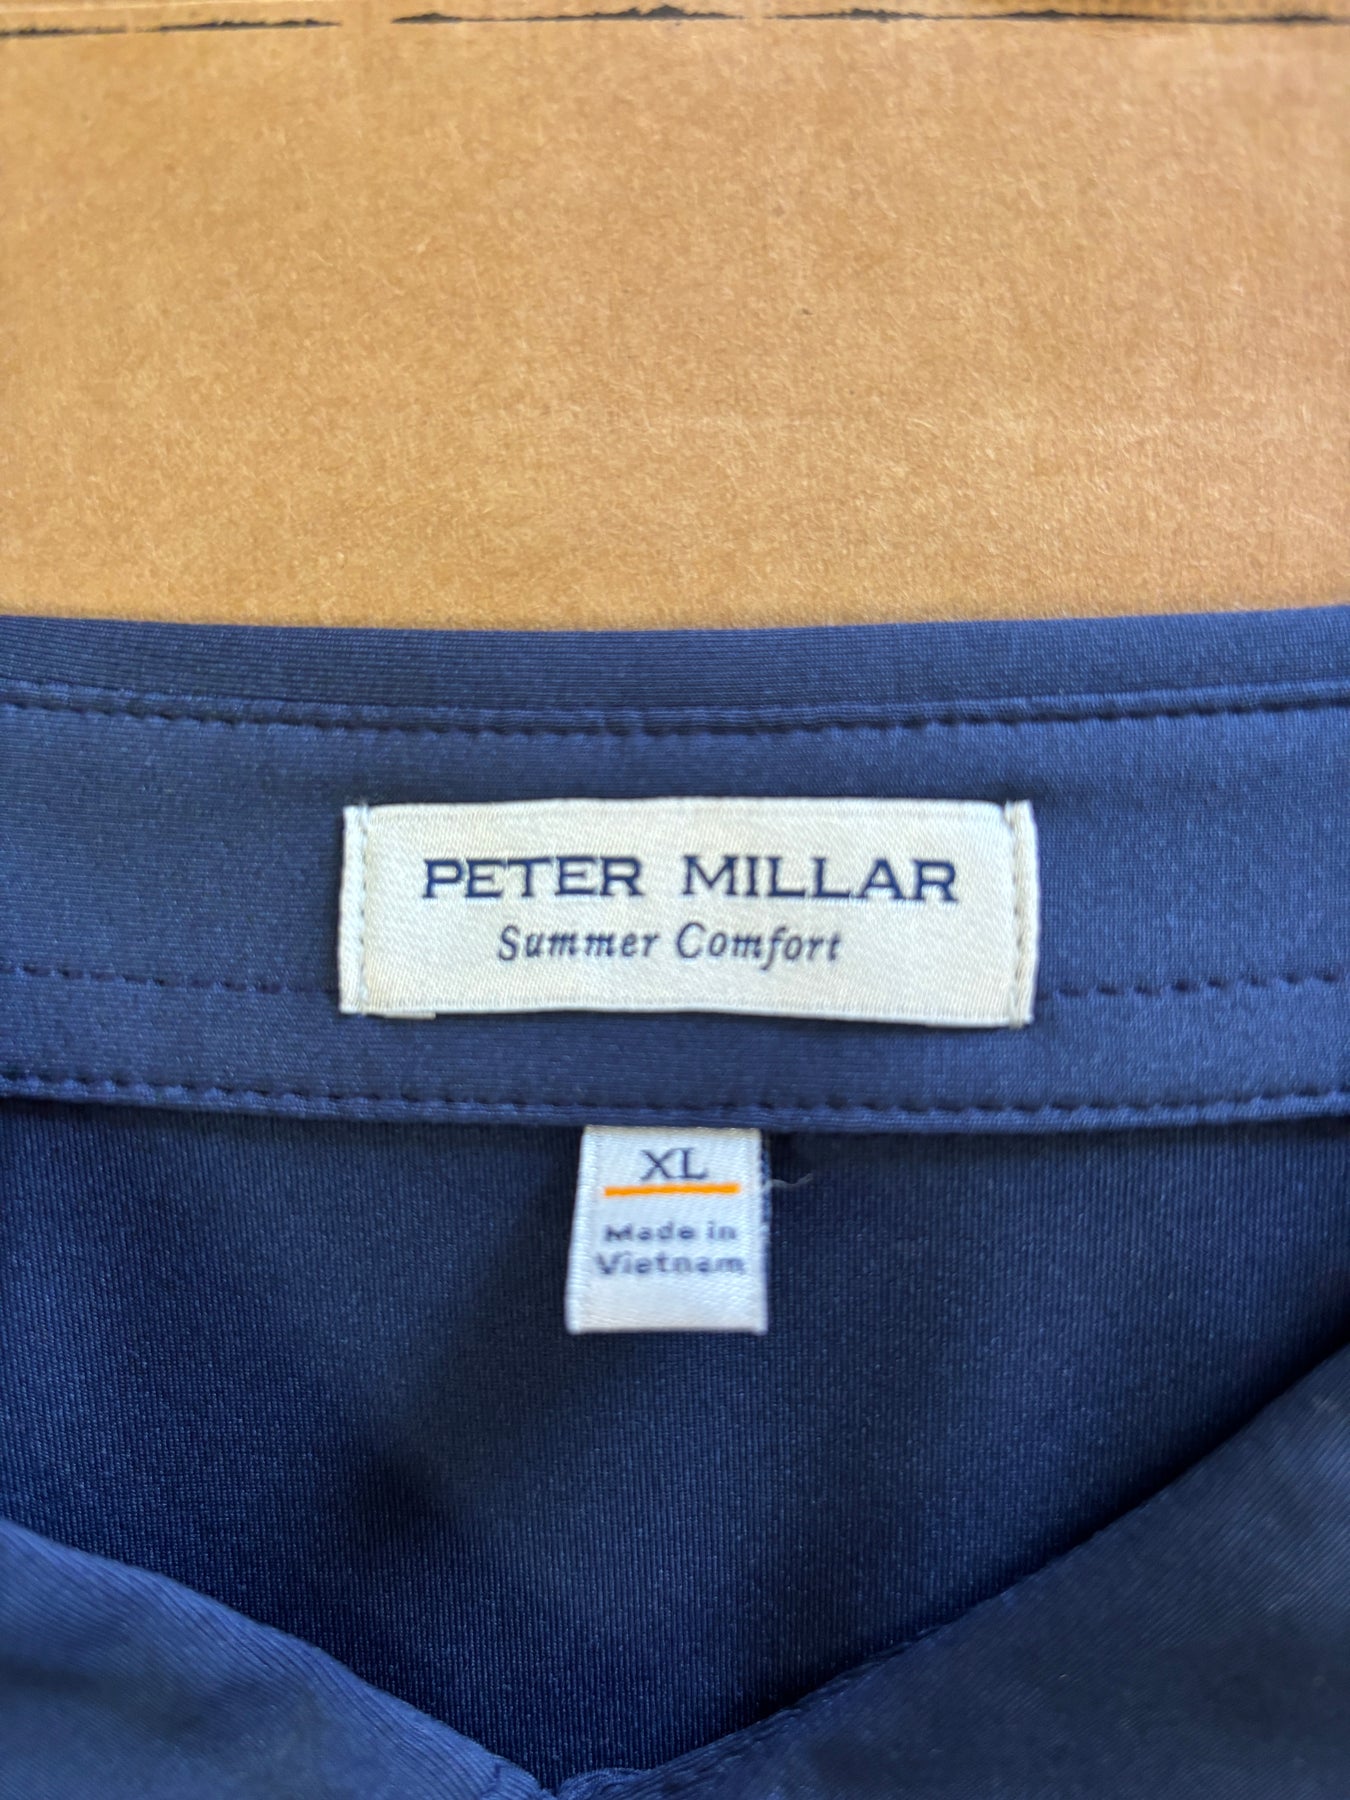 PETER MILLAR
Summer Comfort
XL
Made in
Vietnam